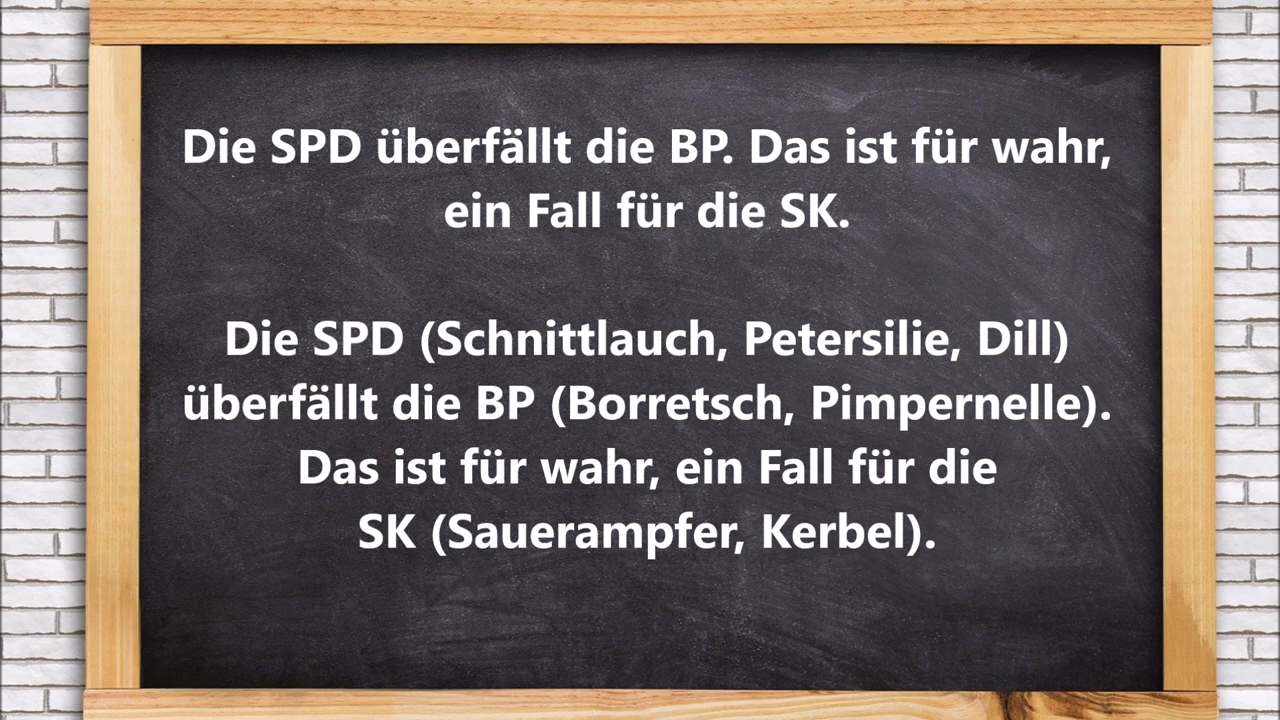 Die SPD überfällt die BP. Das ist für wahr,
ein Fall für die SK.
Die SPD (Schnittlauch, Petersilie, Dill)
überfällt die BP (Borretsch, Pimpernelle).
Das ist für wahr, ein Fall für die
SK (Sauerampfer, Kerbel).